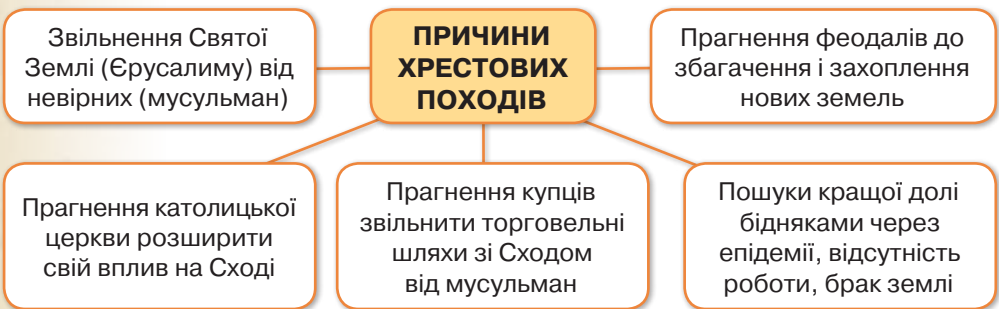 Звільнення Святої
Землі (Єрусалиму) від
невірних (мусульман)
ПРИЧИНИ
ХРЕСТОВИХ
ПОХОДІВ
Прагнення феодалів до
збагачення і захоплення
нових земель
Прагнення католицької
церкви розширити
свій вплив на Сході
Прагнення купців
звільнити торговельні
шляхи зі Сходом
від мусульман
Пошуки кращої долі
бідняками через
епідемії, відсутність
роботи, брак землі